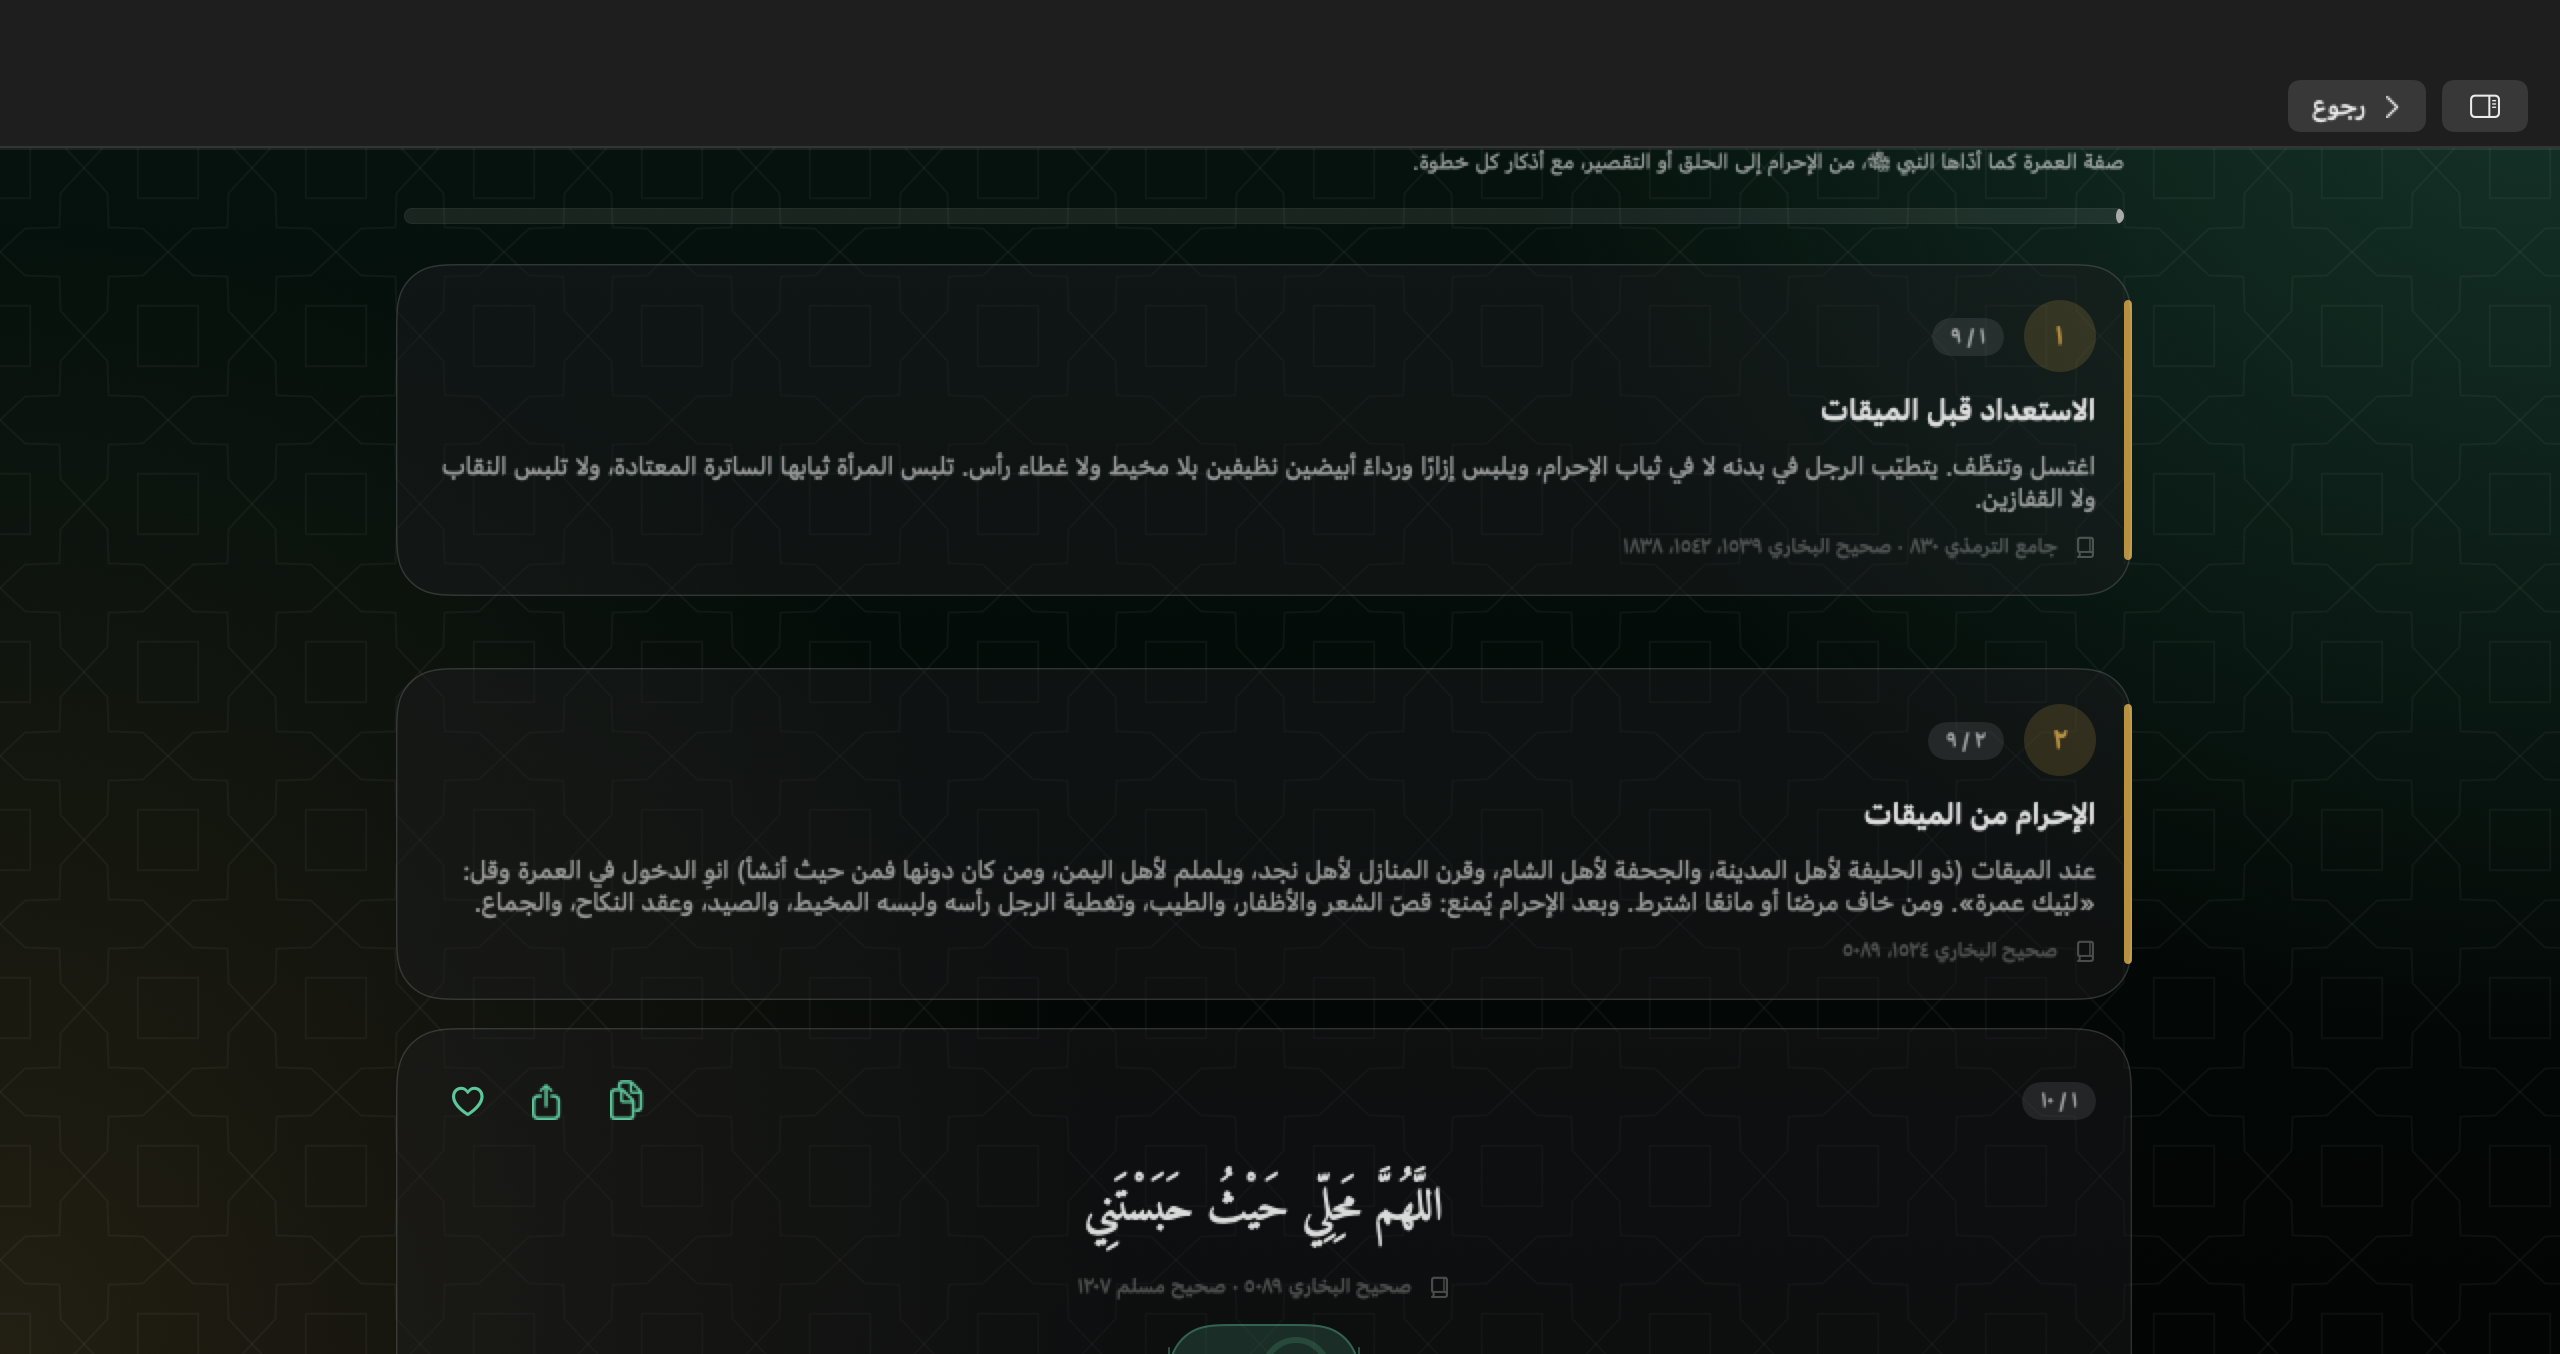 رجوع
صفة العمرة كما أدّاها النبي ﷺ، من الإحرام إلى الحلق أو التقصير، مع أذكار كل خطوة.
١
١ / ٩
الاستعداد قبل الميقات
اغتسل وتنظّف. يتطيّب الرجل في بدنه لا في ثياب الإحرام، ويلبس إزارًا ورداءً أبيضين نظيفين بلا مخيط ولا غطاء رأس. تلبس المرأة ثيابها الساترة المعتادة، ولا تلبس النقاب
ولا القفازين.
جامع الترمذي ٨٣٠ · صحيح البخاري ١٥٣٩، ١٥٤٢، ١٨٣٨
٢
٢ / ٩
الإحرام من الميقات
عند الميقات (ذو الحليفة لأهل المدينة، والجحفة لأهل الشام، وقرن المنازل لأهل نجد، ويلملم لأهل اليمن، ومن كان دونها فمن حيث أنشأ) انوِ الدخول في العمرة وقل:
«لبّيك عمرة». ومن خاف مرضًا أو مانعًا اشترط. وبعد الإحرام يُمنع: قصّ الشعر والأظفار، والطيب، وتغطية الرجل رأسه ولبسه المخيط، والصيد، وعقد النكاح، والجماع.
صحيح البخاري ١٥٢٤، ٥٠٨٩
١ / ١٠
اللَّهُمَّ مَحِلِّي حَيْثُ حَبَسْتَنِي
صحيح البخاري ٥٠٨٩ · صحيح مسلم ١٢٠٧